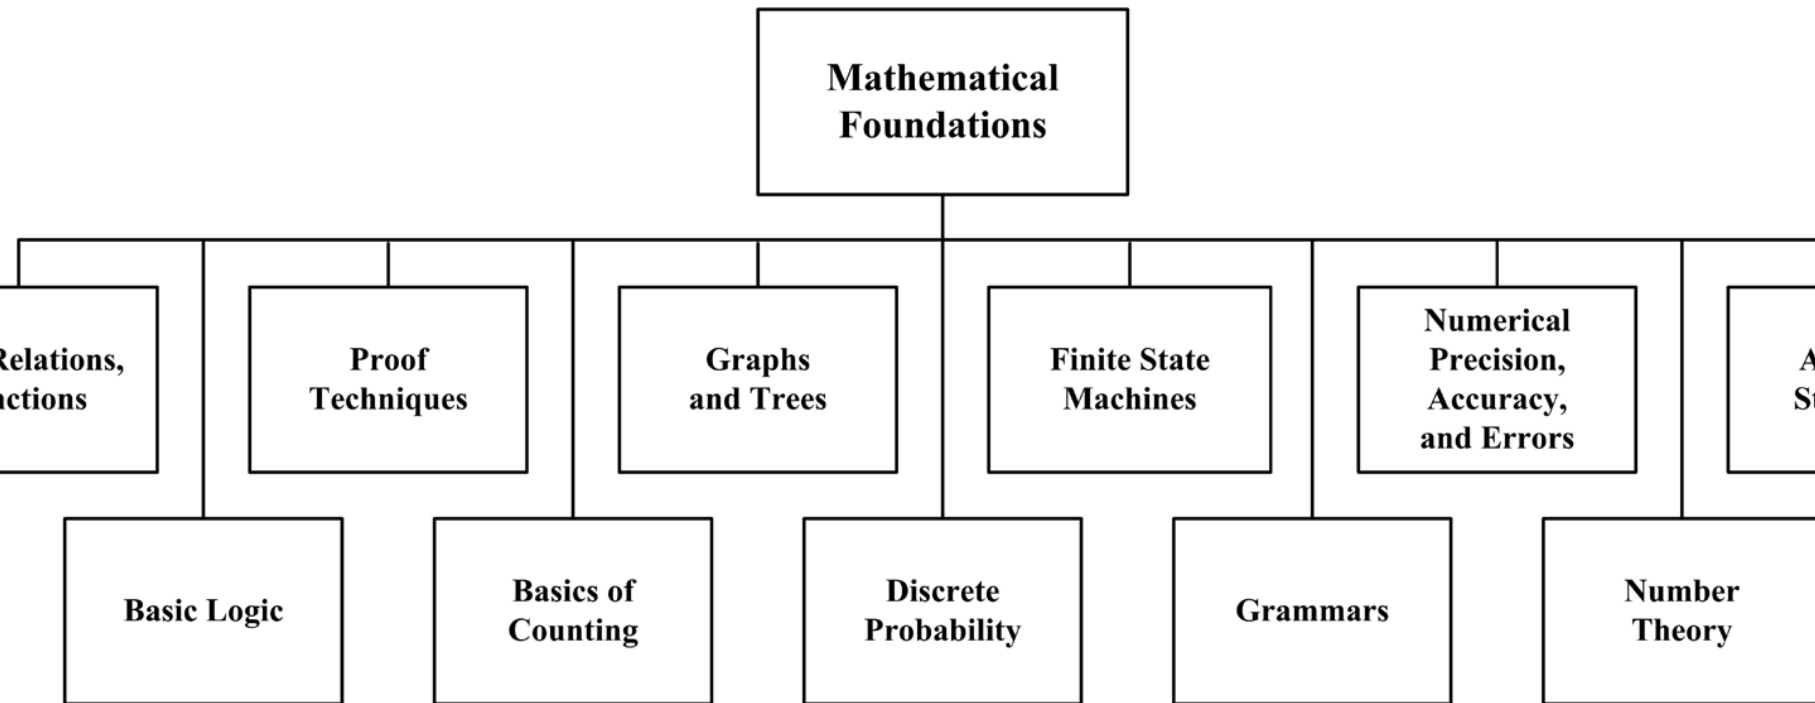 Mathematical
Foundations
Relations,
Proof
Techniques
Graphs
and Trees
Finite State
Machines
Numerical
Precision,
Accuracy,
and Errors
Basic Logic
Basics of
Counting
Discrete
Probability
Grammars
Number
Theory